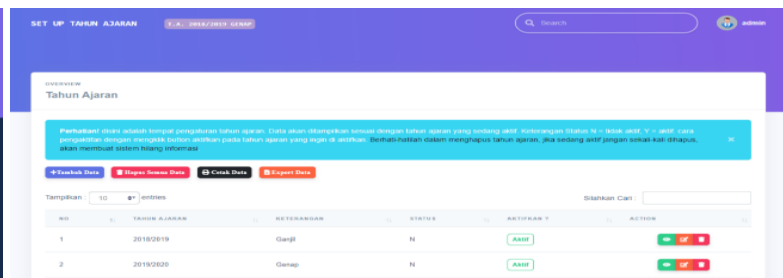 SET UP TAHUN AJARAN
T.A. 2018/2019 GENAP
Search
admin
OVERVIEW
Tahun Ajaran
Perhatian! disini adalah tempat pengaturan tahun ajaran. Data akan ditampilkan sesuai dengan tahun ajaran yang sedang aktif. Keterangan Status N = tidak aktif, Y = aktif, cara
pengaktifan dengan mengklik button aktifkan pada tahun ajaran yang ingin di aktifkan. Berhati-hatilah dalam menghapus tahun ajaran, jika sedang aktif jangan sekali-kali dihapus,
akan membuat sistem hilang informasi
×
+Tambah Data Hapus Semua Data Cetak Data Export Data
Tampilkan : 10 entries
Silahkan Cari :
NO TAHUN AJARAN KETERANGAN STATUS AKTIFKAN ? ACTION
1 2018/2019 Ganjil N Aktif
2 2019/2020 Genap N Aktif